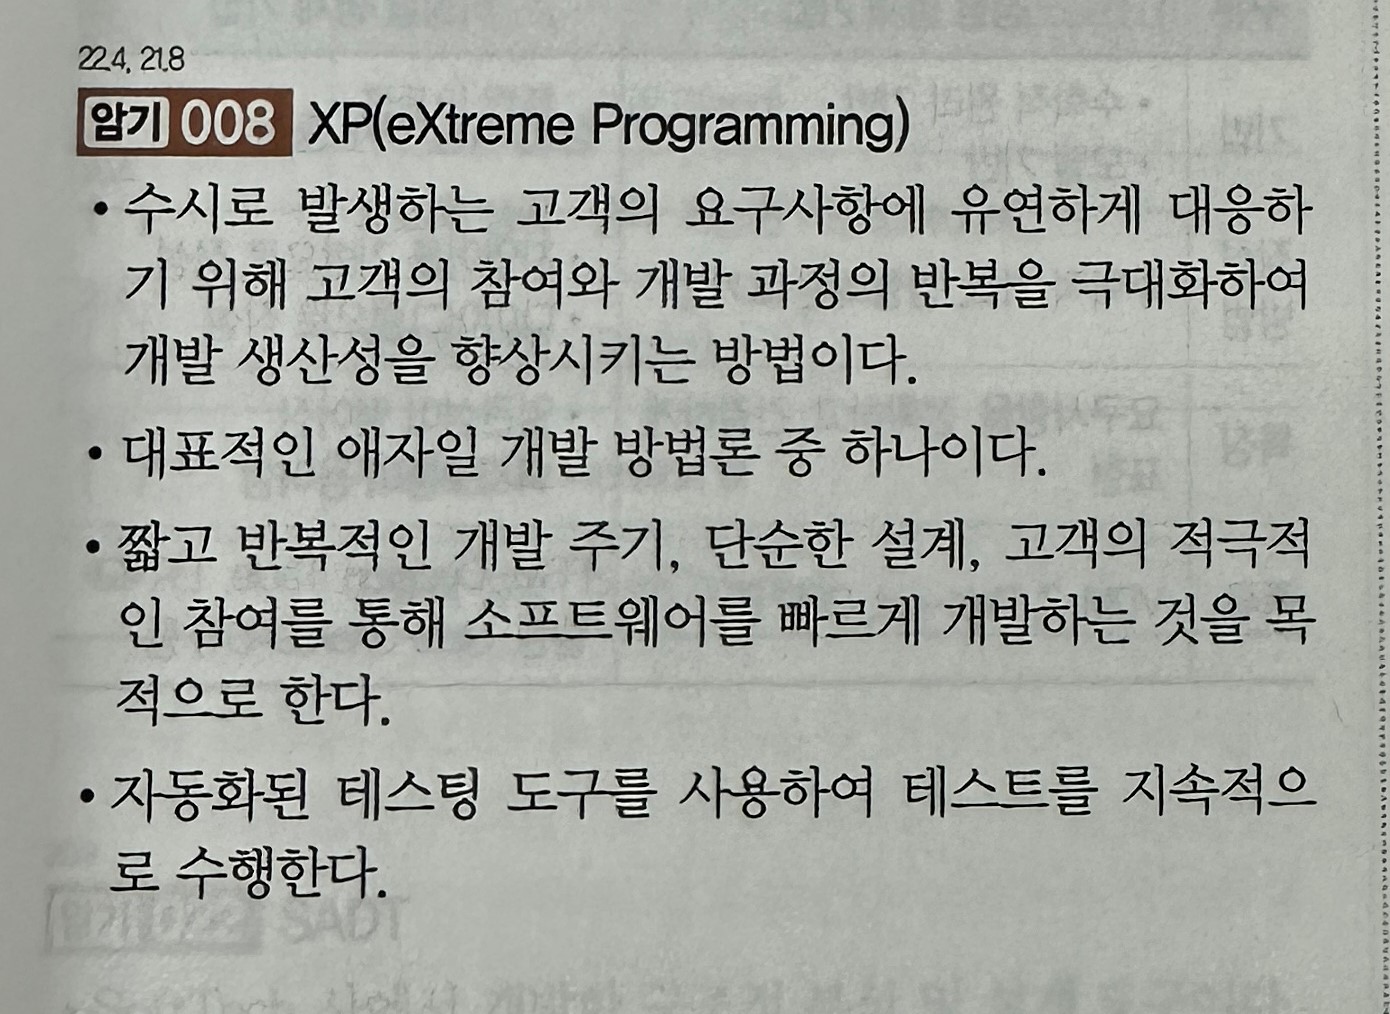 22.4, 21.8
암기 008 XP(eXtreme Programming)
• 수시로 발생하는 고객의 요구사항에 유연하게 대응하
기 위해 고객의 참여와 개발 과정의 반복을 극대화하여
개발 생산성을 향상시키는 방법이다.
• 대표적인 애자일 개발 방법론 중 하나이다.
• 짧고 반복적인 개발 주기, 단순한 설계, 고객의 적극적
인 참여를 통해 소프트웨어를 빠르게 개발하는 것을 목
적으로 한다.
• 자동화된 테스팅 도구를 사용하여 테스트를 지속적으
로 수행한다.